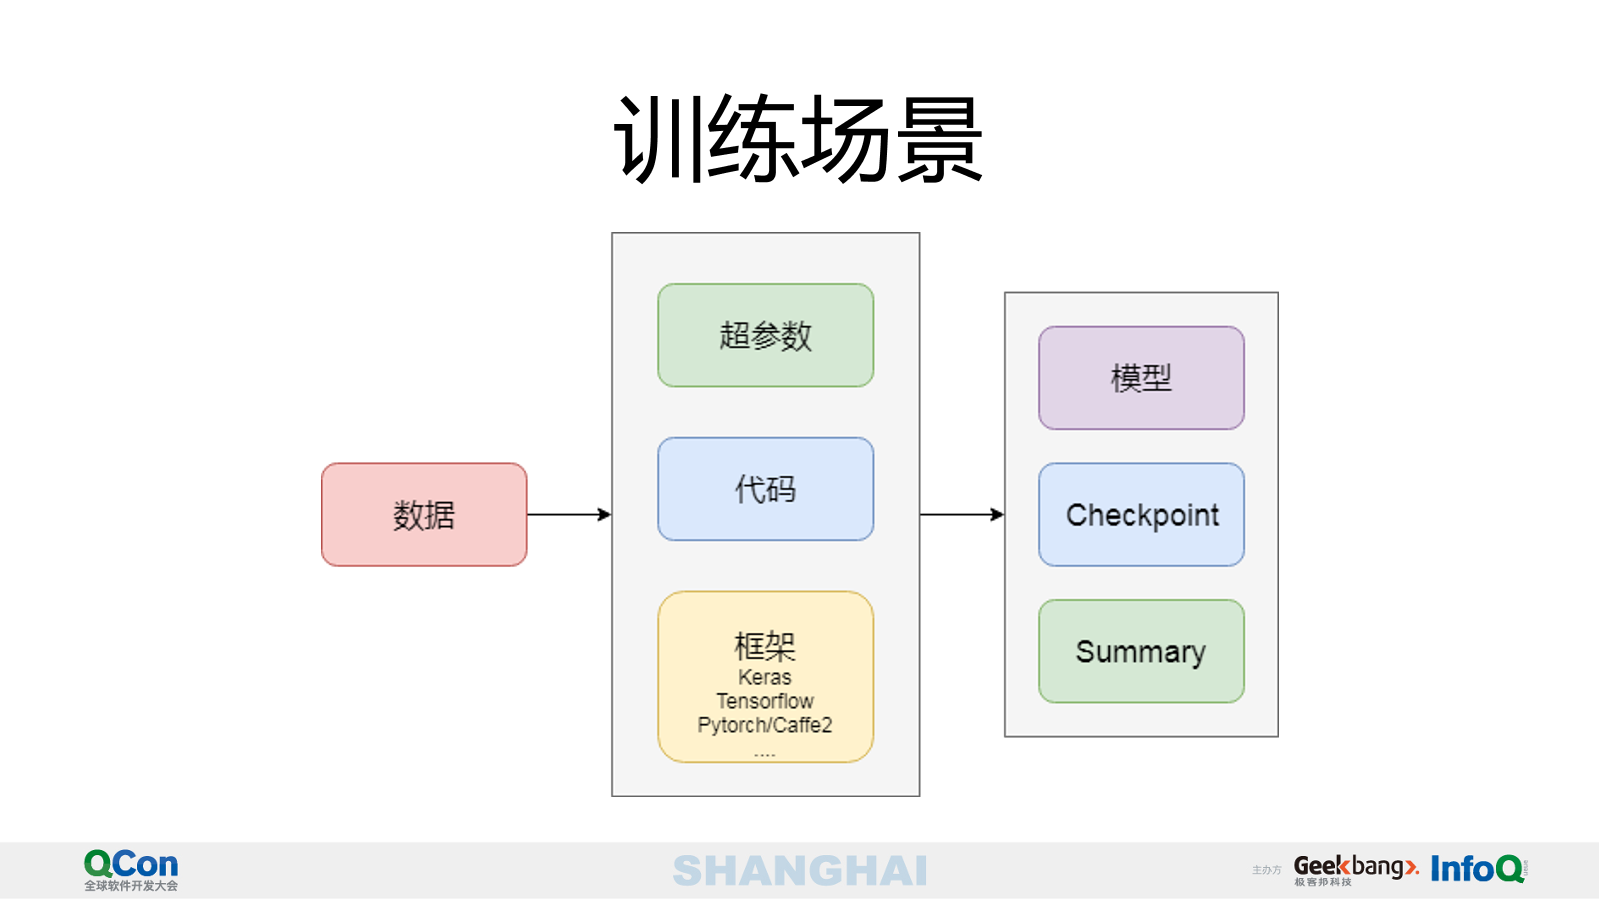 训练场景
数据
超参数
代码
框架
Keras
Tensorflow
Pytorch/Caffe2
....
模型
Checkpoint
Summary
QCon
全球软件开发大会
SHANGHAI
主办方
Geekbang>.
极客邦科技
InfoQ